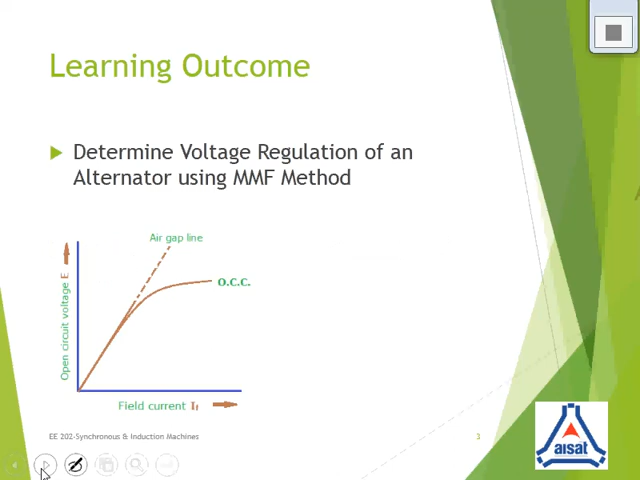 Learning Outcome
Determine Voltage Regulation of an
Alternator using MMF Method
Air gap line
O.C.C.
Open circuit voltage E
Field current If
EE 202-Synchronous & Induction Machines
3
aisat